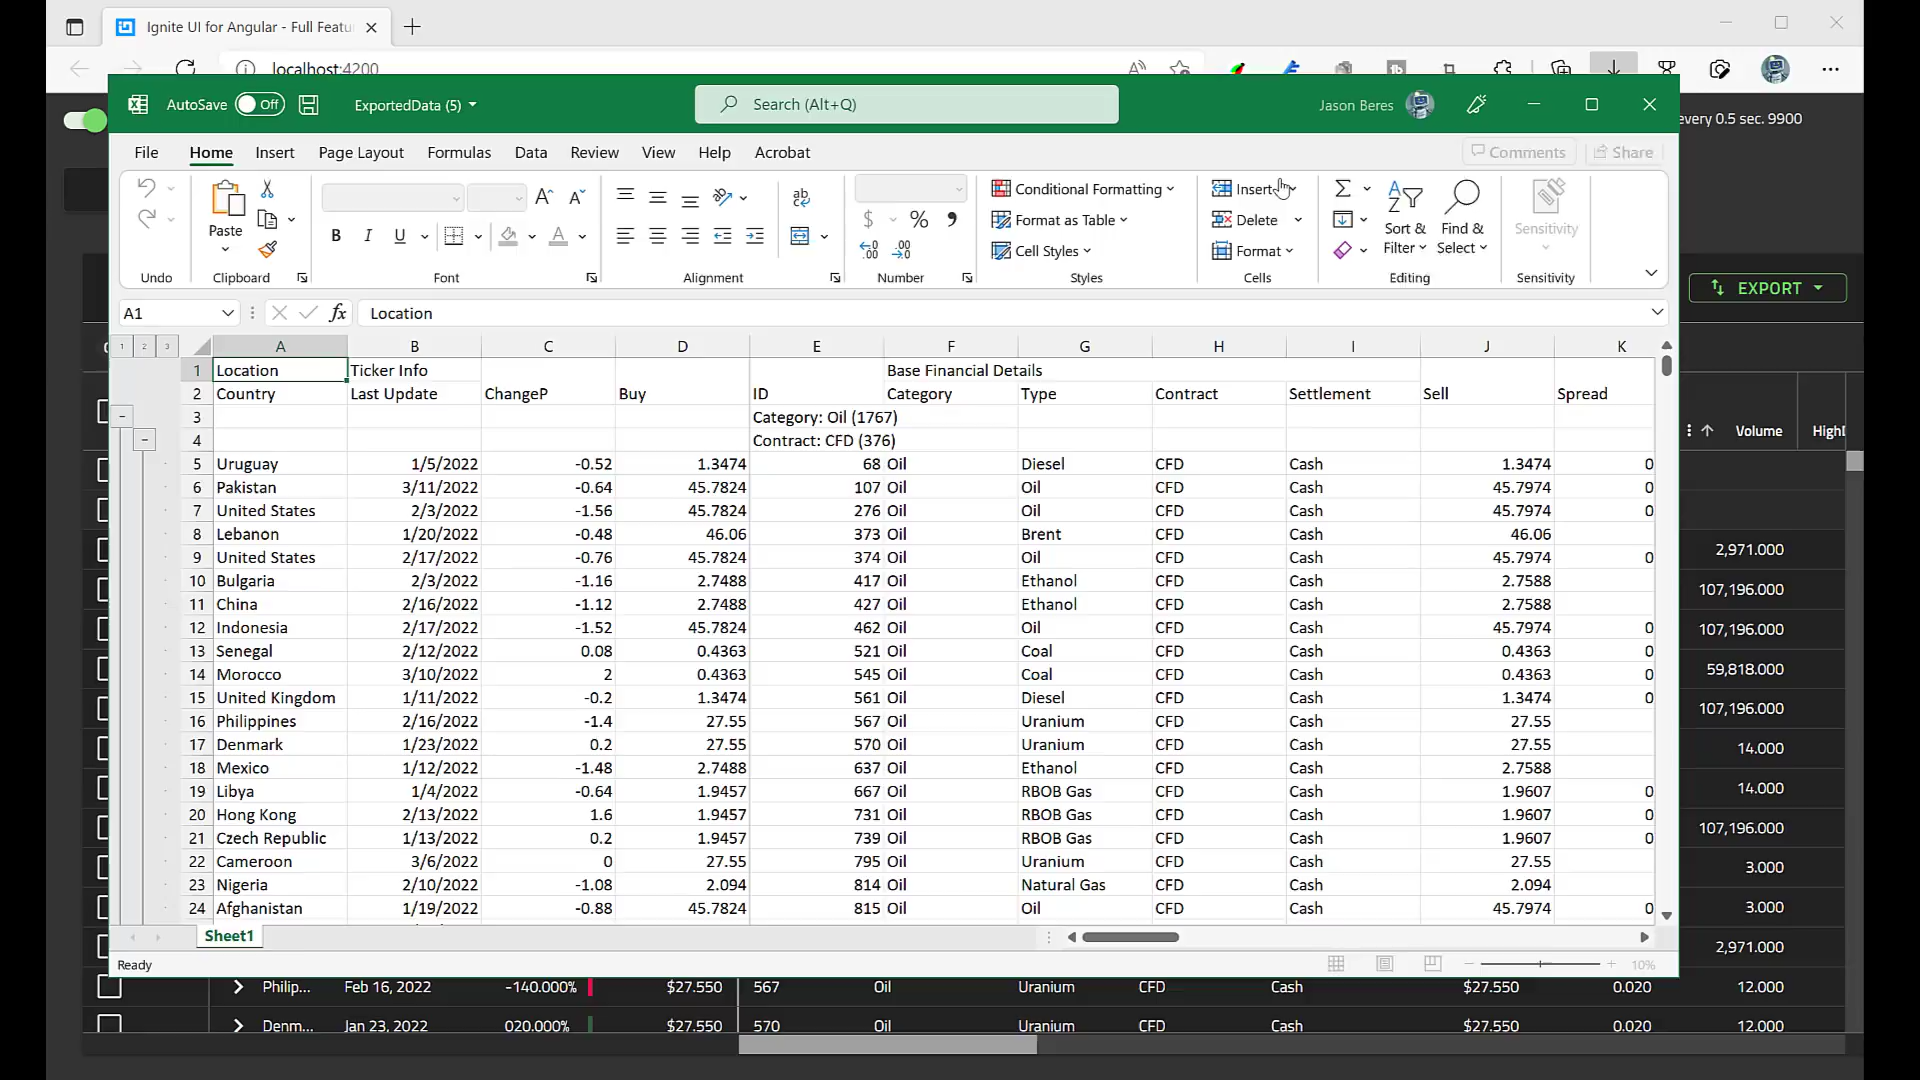 Ignite UI for Angular - Full Featu
localhost:4200
AutoSave Off ExportedData (5) Search (Alt+Q) Jason Beres
every 0.5 sec. 9900
File Home Insert Page Layout Formulas Data Review View Help Acrobat Comments Share
Paste
Undo Clipboard Font Alignment Number Styles Cells Editing Sensitivity
B I U
$ % 9
Conditional Formatting
Format as Table
Cell Styles
Insert
Delete
Format
Sort & Filter
Find & Select
Sensitivity
EXPORT
A1 fx Location
1 2 3
A B C D E F G H I J K
1 Location Ticker Info Base Financial Details
2 Country Last Update ChangeP Buy ID Category Type Contract Settlement Sell Spread
3 Category: Oil (1767)
4 Contract: CFD (376)
5 Uruguay 1/5/2022 -0.52 1.3474 68 Oil Diesel CFD Cash 1.3474 0
6 Pakistan 3/11/2022 -0.64 45.7824 107 Oil Oil CFD Cash 45.7974 0
7 United States 2/3/2022 -1.56 45.7824 276 Oil Oil CFD Cash 45.7974 0
8 Lebanon 1/20/2022 -0.48 46.06 373 Oil Brent CFD Cash 46.06
9 United States 2/17/2022 -0.76 45.7824 374 Oil Oil CFD Cash 45.7974 0
10 Bulgaria 2/3/2022 -1.16 2.7488 417 Oil Ethanol CFD Cash 2.7588
11 China 2/16/2022 -1.12 2.7488 427 Oil Ethanol CFD Cash 2.7588
12 Indonesia 2/17/2022 -1.52 45.7824 462 Oil Oil CFD Cash 45.7974 0
13 Senegal 2/12/2022 0.08 0.4363 521 Oil Coal CFD Cash 0.4363 0
14 Morocco 3/10/2022 2 0.4363 545 Oil Coal CFD Cash 0.4363 0
15 United Kingdom 1/11/2022 -0.2 1.3474 561 Oil Diesel CFD Cash 1.3474 0
16 Philippines 2/16/2022 -1.4 27.55 567 Oil Uranium CFD Cash 27.55
17 Denmark 1/23/2022 0.2 27.55 570 Oil Uranium CFD Cash 27.55
18 Mexico 1/12/2022 -1.48 2.7488 637 Oil Ethanol CFD Cash 2.7588
19 Libya 1/4/2022 -0.64 1.9457 667 Oil RBOB Gas CFD Cash 1.9607 0
20 Hong Kong 2/13/2022 1.6 1.9457 731 Oil RBOB Gas CFD Cash 1.9607 0
21 Czech Republic 1/13/2022 0.2 1.9457 739 Oil RBOB Gas CFD Cash 1.9607 0
22 Cameroon 3/6/2022 0 27.55 795 Oil Uranium CFD Cash 27.55
23 Nigeria 2/10/2022 -1.08 2.094 814 Oil Natural Gas CFD Cash 2.094
24 Afghanistan 1/19/2022 -0.88 45.7824 815 Oil Oil CFD Cash 45.7974 0
Volume
2,971.000
107,196.000
107,196.000
59,818.000
107,196.000
14.000
14.000
107,196.000
3.000
3.000
2,971.000
Sheet1
Ready 10%
Philip... Feb 16, 2022 -140.000% $27.550 567 Oil Uranium CFD Cash $27.550 0.020 12.000
Denm... Jan 23, 2022 020.000% $27.550 570 Oil Uranium CFD Cash $27.550 0.020 12.000